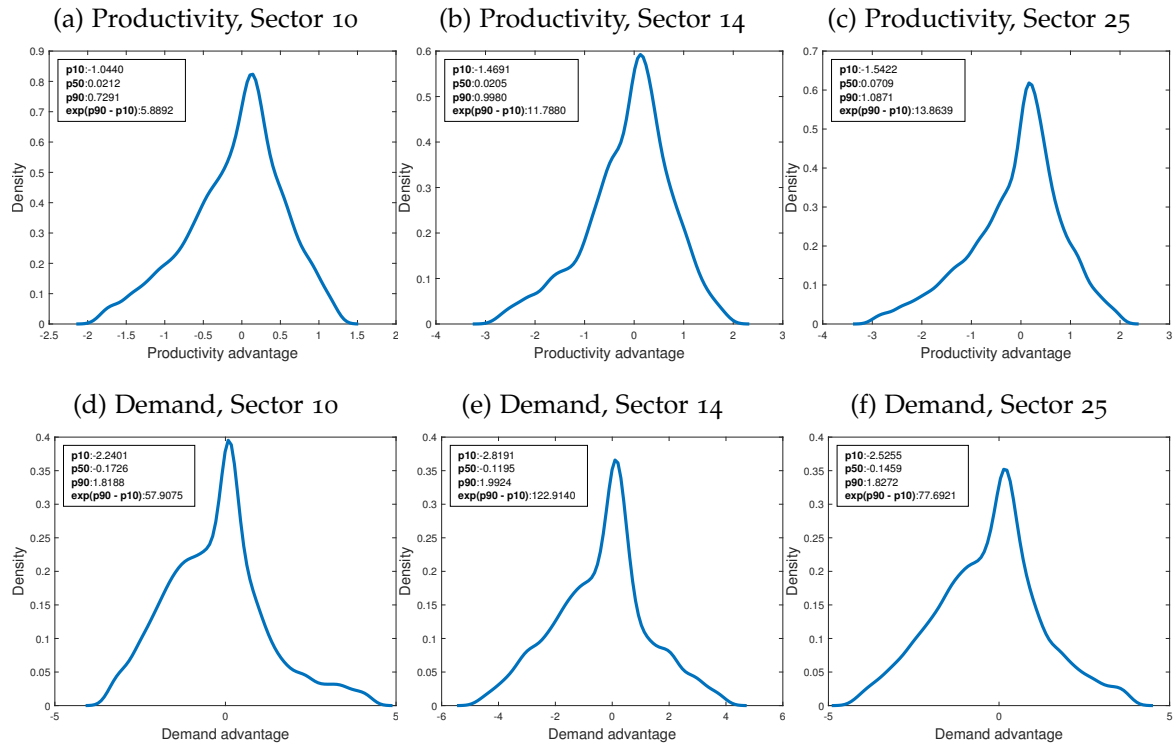 (a) Productivity, Sector 10
p10:-1.0440
p50:0.0212
p90:0.7291
exp(p90 - p10):5.8892
Density
0.9
0.8
0.7
0.6
0.5
0.4
0.3
0.2
0.1
0
-2.5 -2 -1.5 -1 -0.5 0 0.5 1 1.5 2
Productivity advantage
(b) Productivity, Sector 14
p10:-1.4691
p50:0.0205
p90:0.9980
exp(p90 - p10):11.7880
Density
0.6
0.5
0.4
0.3
0.2
0.1
0
-4 -3 -2 -1 0 1 2 3
Productivity advantage
(c) Productivity, Sector 25
p10:-1.5422
p50:0.0709
p90:1.0871
exp(p90 - p10):13.8639
Density
0.7
0.6
0.5
0.4
0.3
0.2
0.1
0
-4 -3 -2 -1 0 1 2 3
Productivity advantage
(d) Demand, Sector 10
p10:-2.2401
p50:-0.1726
p90:1.8188
exp(p90 - p10):57.9075
Density
0.4
0.35
0.3
0.25
0.2
0.15
0.1
0.05
0
-5 0 5
Demand advantage
(e) Demand, Sector 14
p10:-2.8191
p50:-0.1195
p90:1.9924
exp(p90 - p10):122.9140
Density
0.4
0.35
0.3
0.25
0.2
0.15
0.1
0.05
0
-6 -4 -2 0 2 4 6
Demand advantage
(f) Demand, Sector 25
p10:-2.5255
p50:-0.1459
p90:1.8272
exp(p90 - p10):77.6921
Density
0.4
0.35
0.3
0.25
0.2
0.15
0.1
0.05
0
-5 0 5
Demand advantage